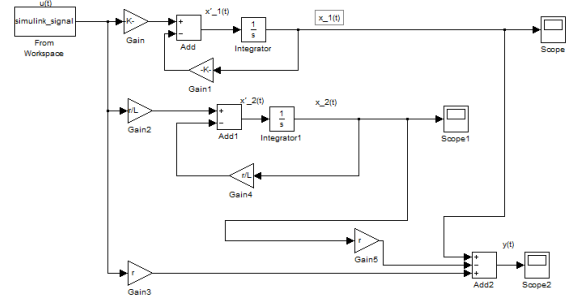 u(t)
simulink_signal
From
Workspace
-K-
Gain
+
−
Add
x'_1(t)
1
s
Integrator
x_1(t)
Scope
-K-
Gain1
r/L
Gain2
+
−
Add1
x'_2(t)
1
s
Integrator1
x_2(t)
Scope1
r/L
Gain4
r
Gain5
r
Gain3
+
−
+
Add2
y(t)
Scope2